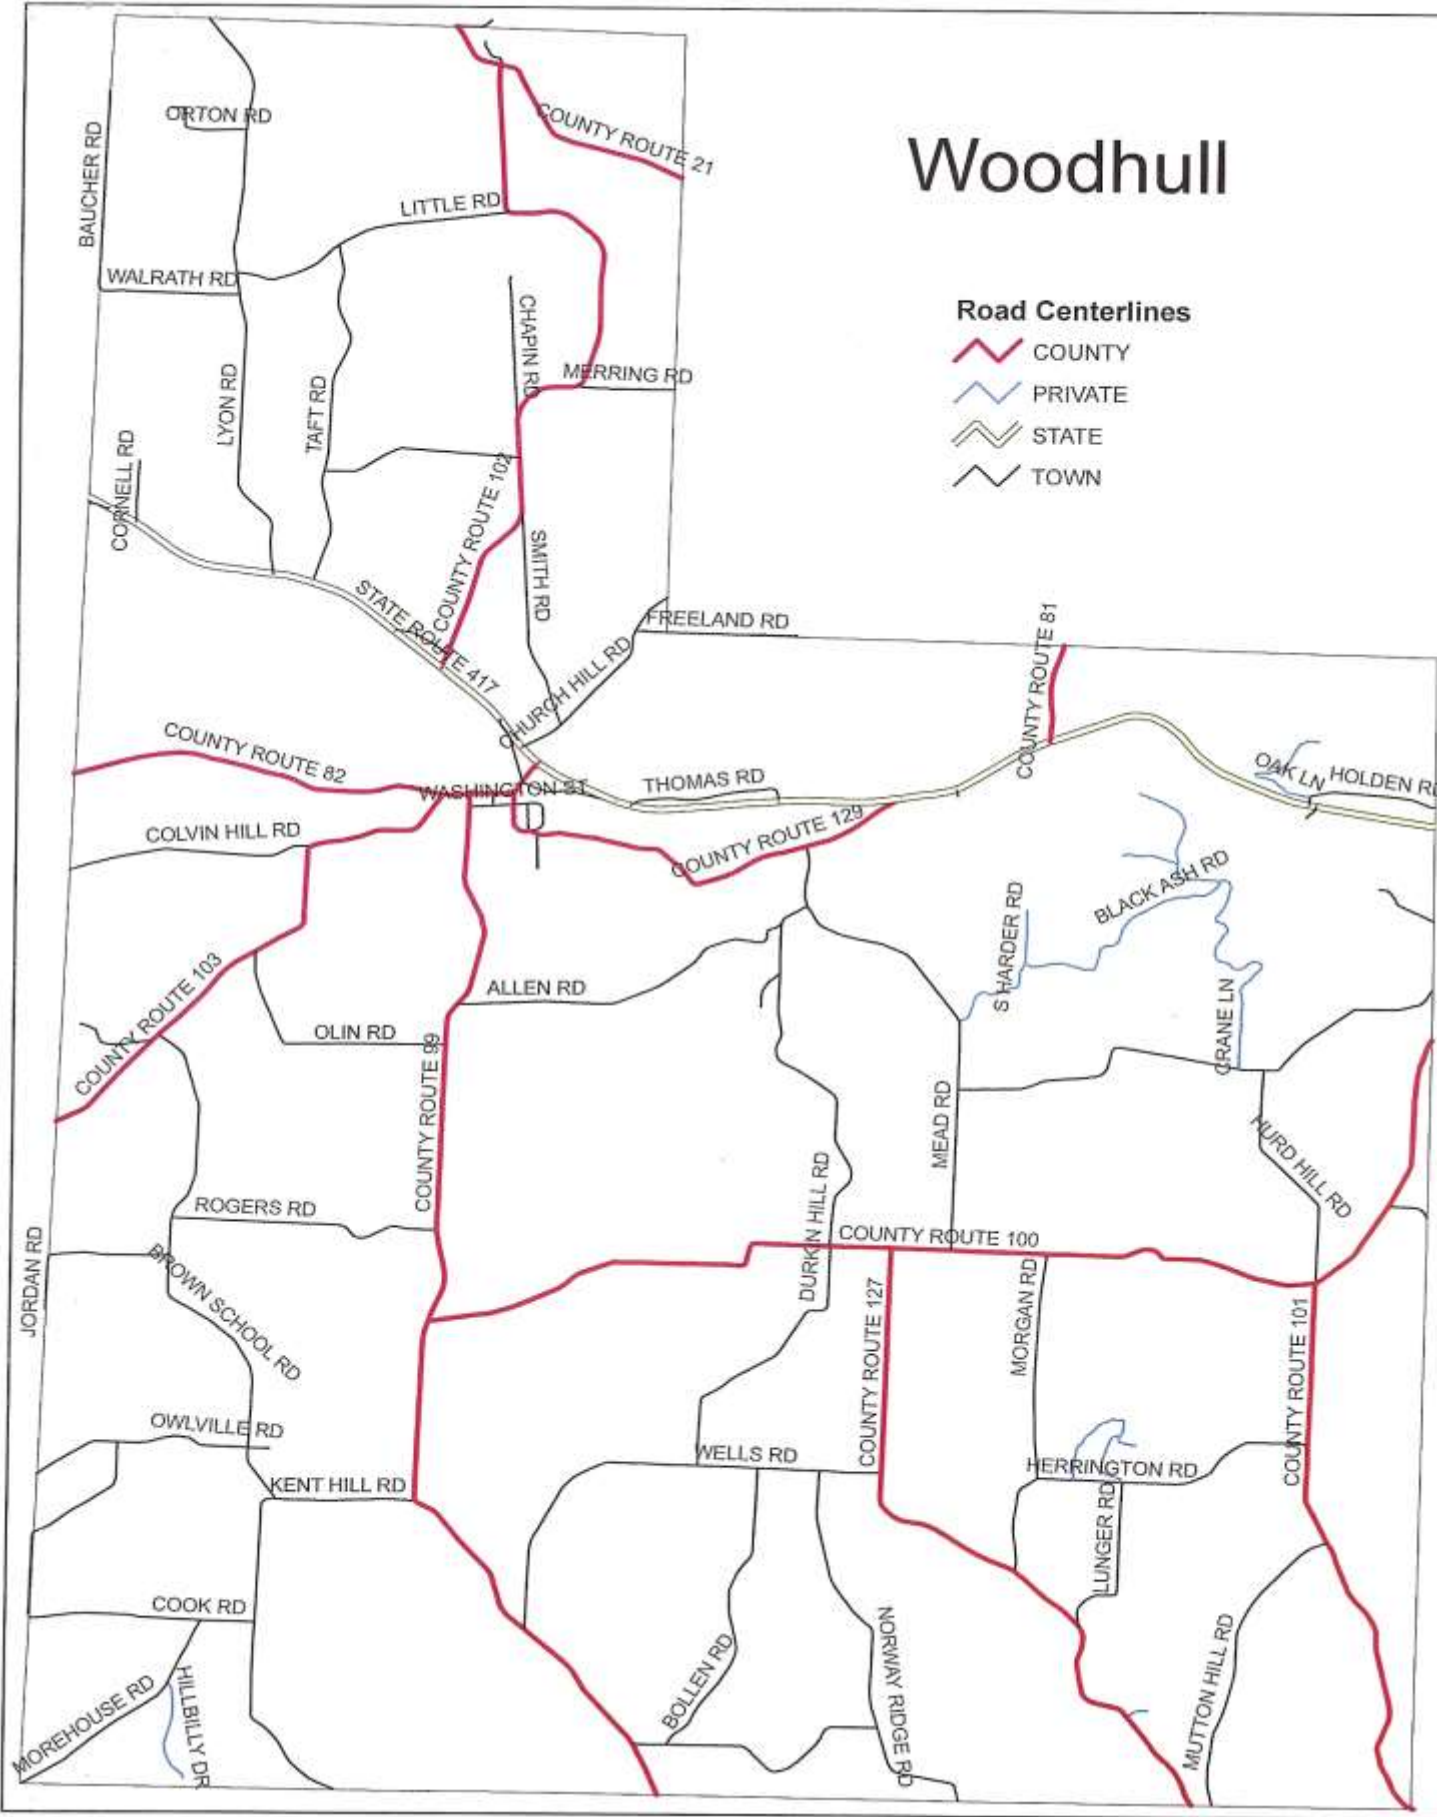 ORTON RD
COUNTY ROUTE 21
Woodhull
BAUCHER RD
LITTLE RD
WALRATH RD
Road Centerlines
COUNTY
PRIVATE
STATE
TOWN
CHAPIN RD
MERRING RD
LYON RD
TAFT RD
CORNELL RD
COUNTY ROUTE 102
SMITH RD
STATE ROUTE 417
CHURCH HILL RD
FREELAND RD
COUNTY ROUTE 81
COUNTY ROUTE 82
WASHINGTON ST
THOMAS RD
OAK LN
HOLDEN RD
COLVIN HILL RD
COUNTY ROUTE 129
BLACK ASH RD
S HARDER RD
COUNTY ROUTE 103
ALLEN RD
OLIN RD
CRANE LN
COUNTY ROUTE 99
MEAD RD
HURD HILL RD
DURKIN HILL RD
ROGERS RD
COUNTY ROUTE 100
JORDAN RD
BROWN SCHOOL RD
COUNTY ROUTE 127
MORGAN RD
COUNTY ROUTE 101
OWLVILLE RD
WELLS RD
HERRINGTON RD
KENT HILL RD
LUNGER RD
COOK RD
BOLLEN RD
NORWAY RIDGE RD
MUTTON HILL RD
MOREHOUSE RD
HILLBILLY DR